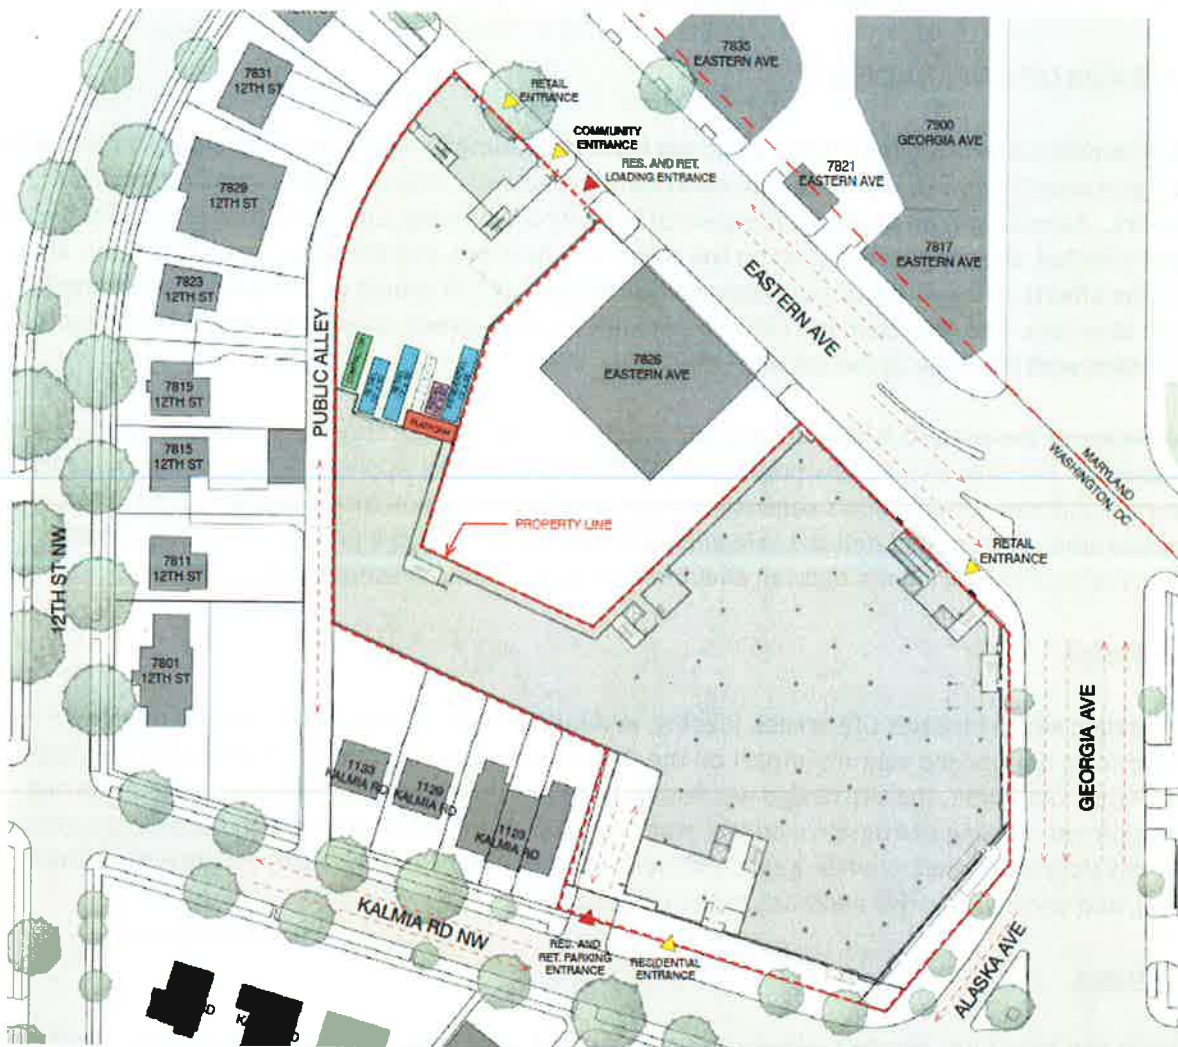 7835
EASTERN AVE
7831
12TH ST
RETAIL
ENTRANCE
COMMUNITY
ENTRANCE
RES. AND RET.
LOADING ENTRANCE
7900
GEORGIA AVE
7821
EASTERN AVE
7829
12TH ST
7817
EASTERN AVE
7823
12TH ST
EASTERN AVE
PUBLIC ALLEY
7826
EASTERN AVE
7819
12TH ST
PLATFORM
7815
12TH ST
MARYLAND
WASHINGTON, DC
PROPERTY LINE
RETAIL
ENTRANCE
7811
12TH ST
12TH ST NW
7801
12TH ST
GEORGIA AVE
1133
KALMIA RD
1129
KALMIA RD
1123
KALMIA RD
KALMIA RD NW
RES. AND
RET. PARKING
ENTRANCE
RESIDENTIAL
ENTRANCE
ALASKA AVE